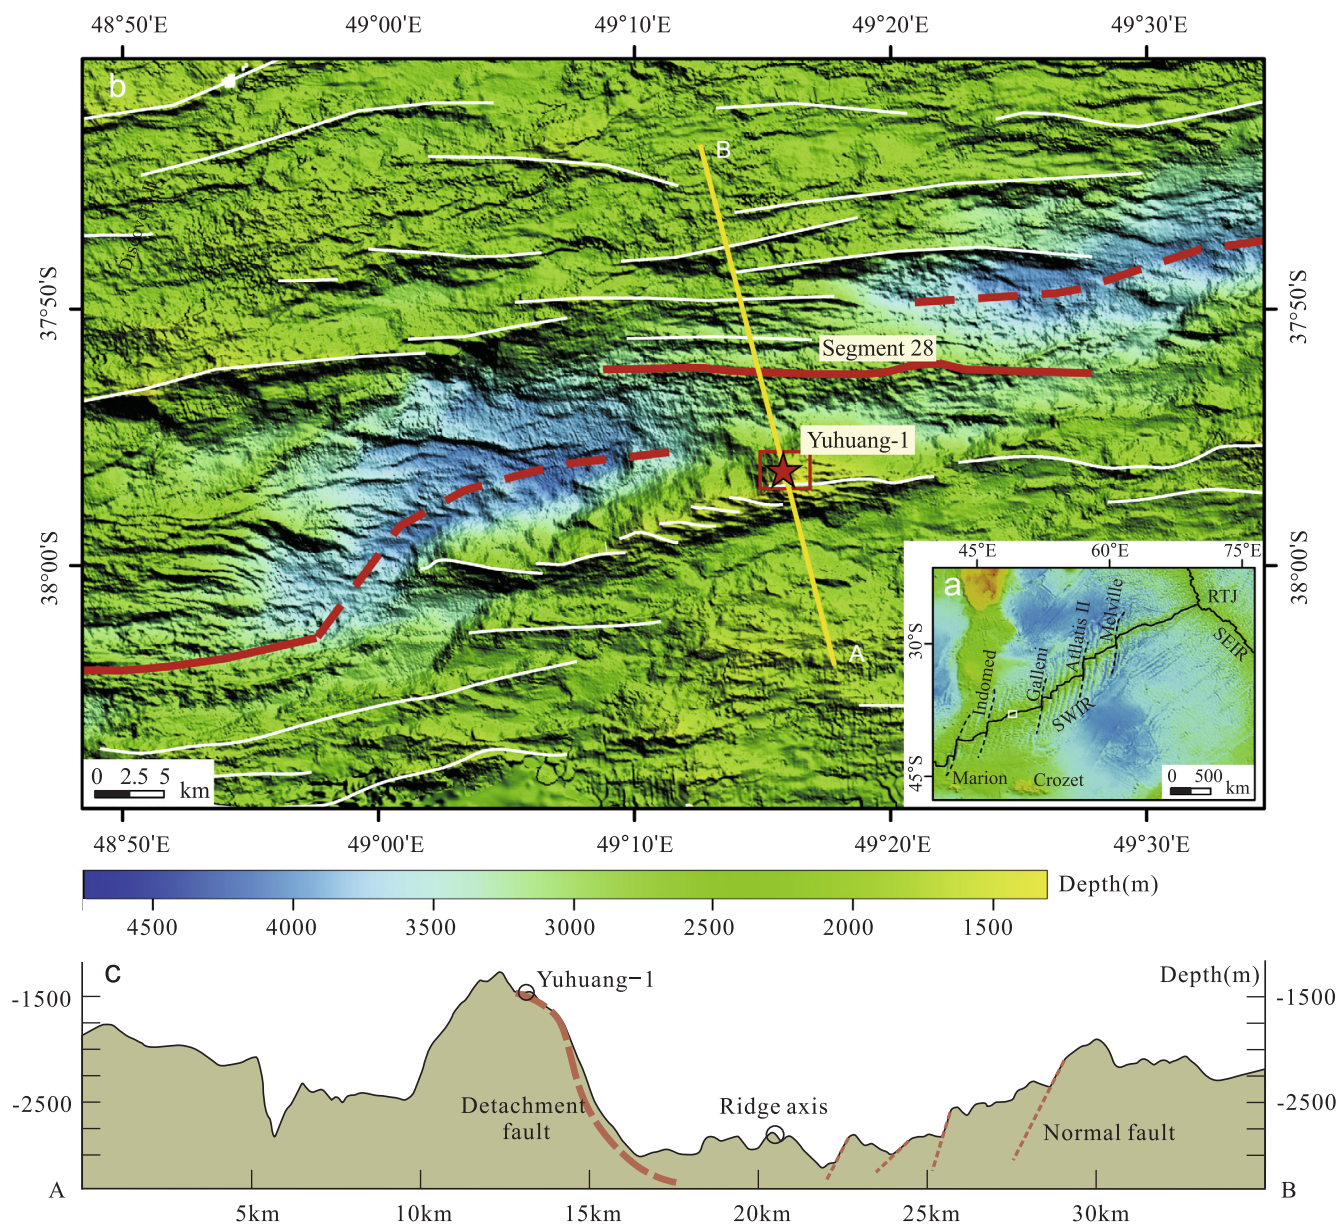 48°50'E 49°00'E 49°10'E 49°20'E 49°30'E
b
B
37°50'S
37°50'S
Segment 28
Yuhuang-1
38°00'S
38°00'S
A
0 2.5 5 km
45°E 60°E 75°E
a
30°S
45°S
RTJ
SEIR
Melville
Atllatis II
Galleni
Indomed
SWIR
Marion
Crozet
0 500
km
48°50'E 49°00'E 49°10'E 49°20'E 49°30'E
Depth(m)
4500 4000 3500 3000 2500 2000 1500
c
Yuhuang-1
Depth(m)
-1500
-1500
-2500
-2500
Detachment
fault
Ridge axis
Normal fault
A
B
5km 10km 15km 20km 25km 30km